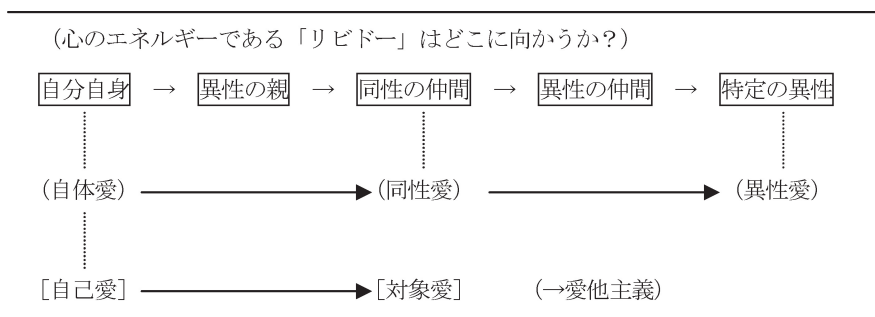 （心のエネルギーである「リビドー」はどこに向かうか？）
自分自身 → 異性の親 → 同性の仲間 → 異性の仲間 → 特定の異性
（自体愛） （同性愛） （異性愛）
［自己愛］ ［対象愛］ （→愛他主義）